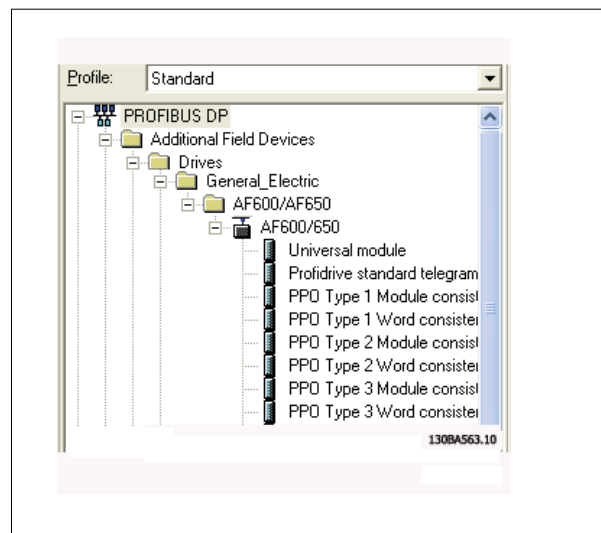 Profile: Standard
PROFIBUS DP
Additional Field Devices
Drives
General_Electric
AF600/AF650
AF600/650
Universal module
Profidrive standard telegram
PPO Type 1 Module consist
PPO Type 1 Word consister
PPO Type 2 Module consist
PPO Type 2 Word consister
PPO Type 3 Module consist
PPO Type 3 Word consister
130BA563.10